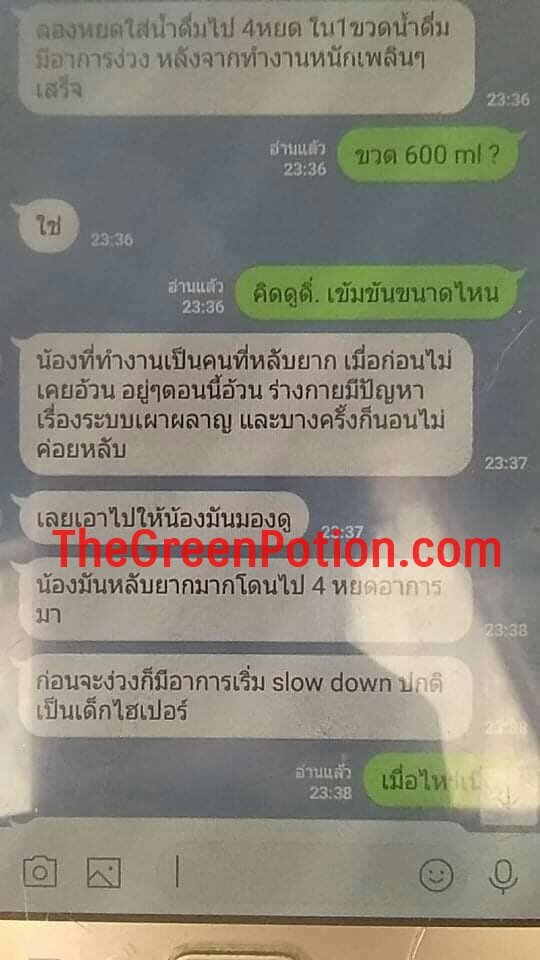 ลองหยดใส่น้ำดื่มไป 4หยด ใน1ขวดน้ำดื่ม
มีอาการง่วง หลังจากทำงานหนักเพลินๆ
เสร็จ
23:36
อ่านแล้ว
23:36
ขวด 600 ml ?
ใช่
23:36
อ่านแล้ว
23:36
คิดดูดิ๊. เข้มข้นขนาดไหน
น้องที่ทำงานเป็นคนที่หลับยาก เมื่อก่อนไม่
เคยอ้วน อยู่ๆตอนนี้อ้วน ร่างกายมีปัญหา
เรื่องระบบเผาผลาญ และบางครั้งก็นอนไม่
ค่อยหลับ
23:37
เลยเอาไปให้น้องมันมองดู
23:37
TheGreenPotion.com
น้องมันหลับยากมากโดนไป 4 หยดอาการ
มา
23:38
ก่อนจะง่วงก็มีอาการเริ่ม slow down ปกติ
เป็นเด็กไฮเปอร์
23:38
อ่านแล้ว
23:38